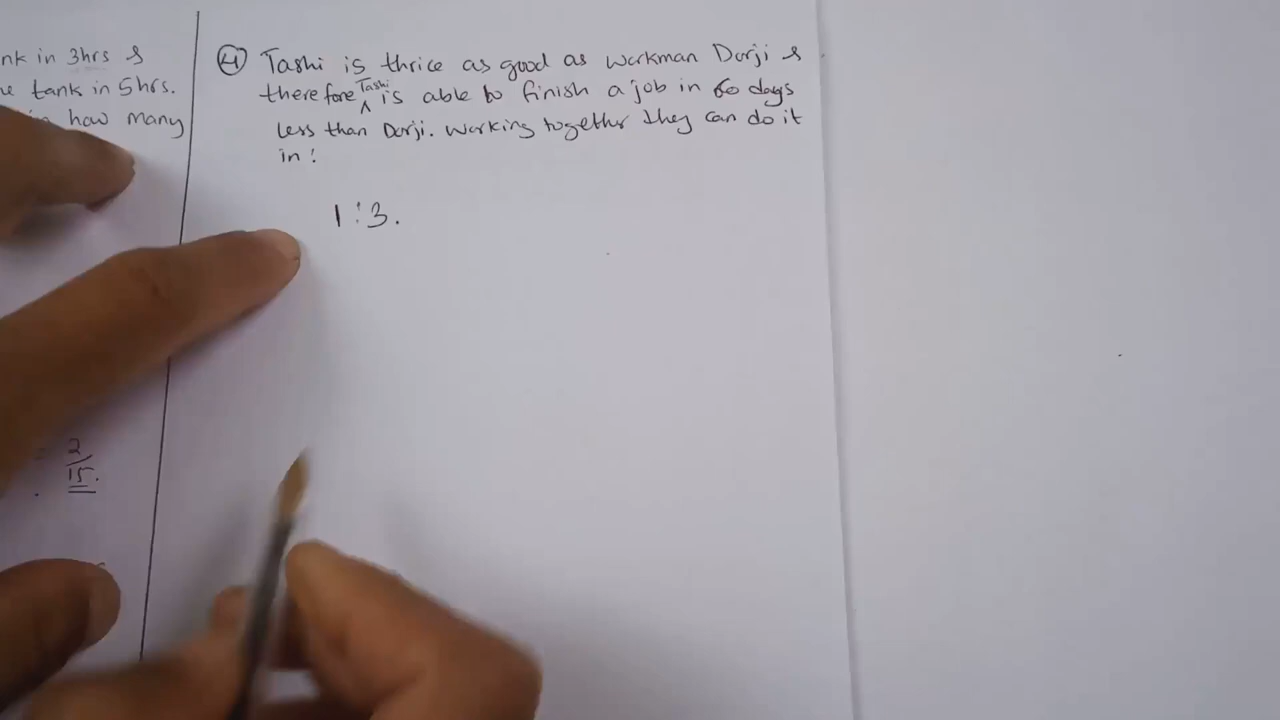 nk in 3hrs &
e tank in 5hrs.
in how many
= 2/15.
④ Tashi is thrice as good as workman Dorji &
therefore Tashi is able to finish a job in 60 days
less than Dorji. Working together they can do it
in:
1:3.